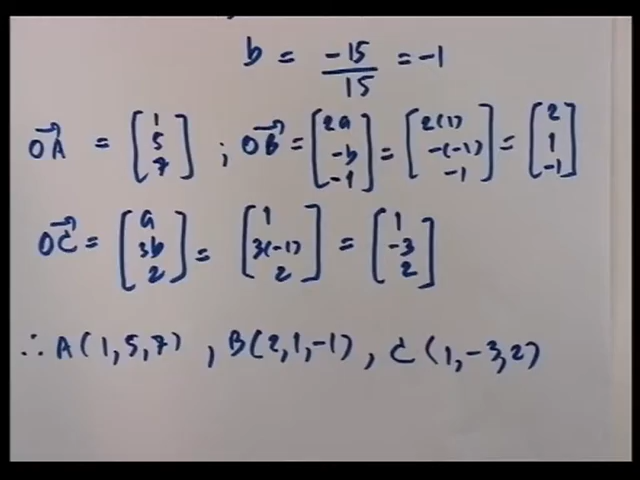 b = -15/15 = -1
OA→ = [1 5 7] ; OB→ = [2a -b -1] = [2(1) -(-1) -1] = [2 1 -1]
OC→ = [a 3b 2] = [1 3(-1) 2] = [1 -3 2]
∴ A(1,5,7) , B(2,1,-1) , C(1,-3,2)